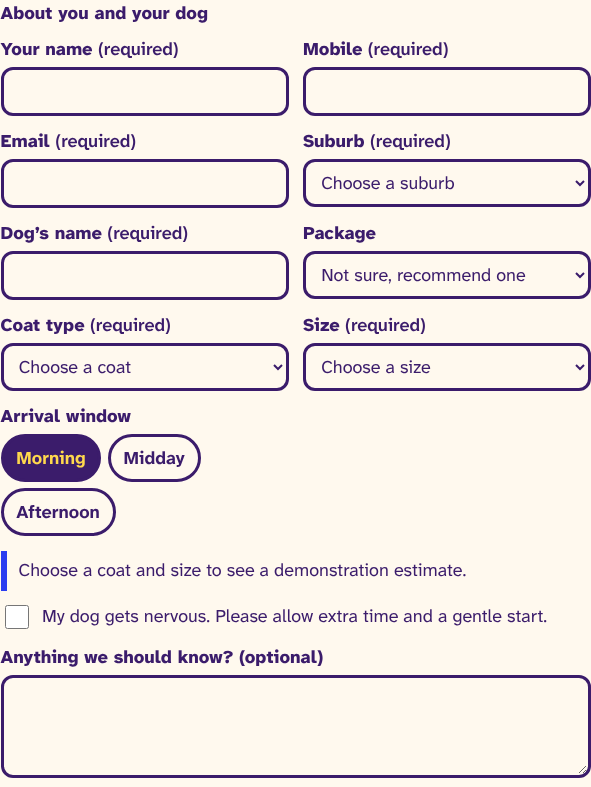 About you and your dog
Your name (required)
Mobile (required)
Email (required)
Suburb (required)
Choose a suburb
Dog’s name (required)
Package
Not sure, recommend one
Coat type (required)
Size (required)
Choose a coat
Choose a size
Arrival window
Morning
Midday
Afternoon
Choose a coat and size to see a demonstration estimate.
My dog gets nervous. Please allow extra time and a gentle start.
Anything we should know? (optional)